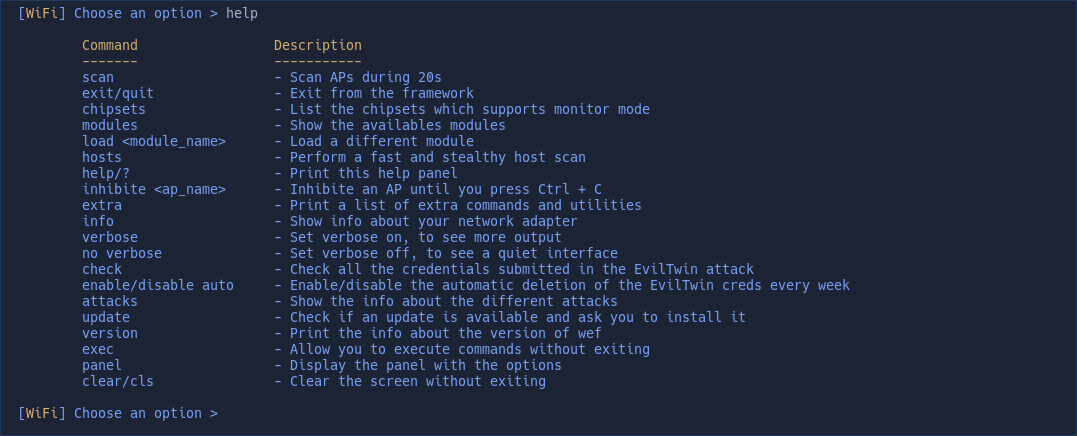 [WiFi] Choose an option > help
Command Description
------- -----------
scan - Scan APs during 20s
exit/quit - Exit from the framework
chipsets - List the chipsets which supports monitor mode
modules - Show the availables modules
load <module_name> - Load a different module
hosts - Perform a fast and stealthy host scan
help/? - Print this help panel
inhibite <ap_name> - Inhibite an AP until you press Ctrl + C
extra - Print a list of extra commands and utilities
info - Show info about your network adapter
verbose - Set verbose on, to see more output
no verbose - Set verbose off, to see a quiet interface
check - Check all the credentials submitted in the EvilTwin attack
enable/disable auto - Enable/disable the automatic deletion of the EvilTwin creds every week
attacks - Show the info about the different attacks
update - Check if an update is available and ask you to install it
version - Print the info about the version of wef
exec - Allow you to execute commands without exiting
panel - Display the panel with the options
clear/cls - Clear the screen without exiting
[WiFi] Choose an option >